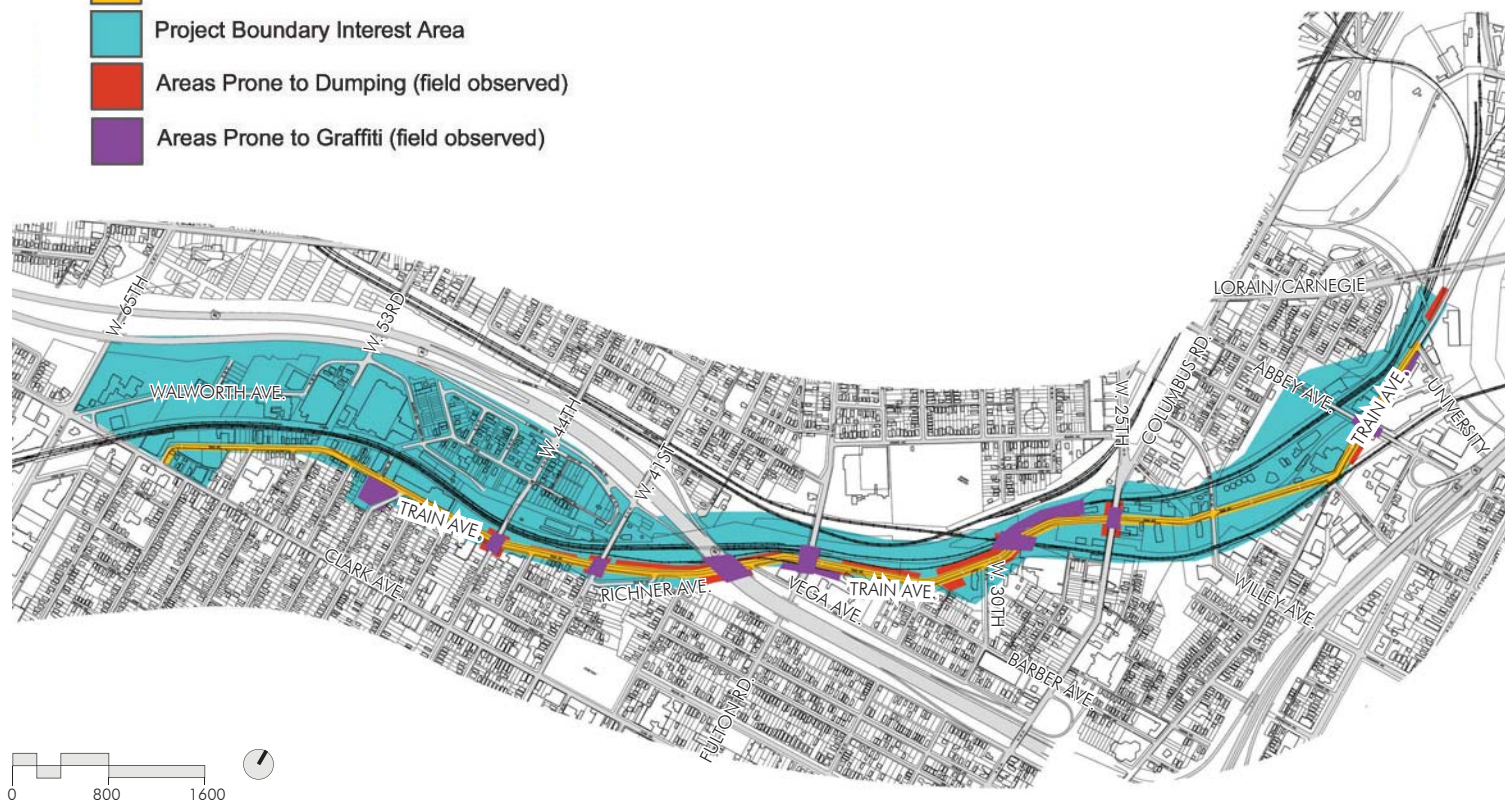 Project Boundary Interest Area
Areas Prone to Dumping (field observed)
Areas Prone to Graffiti (field observed)
LORAIN/CARNEGIE
W. 65TH
W. 53RD
COLUMBUS RD.
ABBEY AVE.
TRAIN AVE.
UNIVERSITY
WALWORTH AVE.
W. 44TH
W. 41ST
W. 25TH
TRAIN AVE.
CLARK AVE.
RICHNER AVE.
VEGA AVE.
TRAIN AVE.
W. 30TH
WILLEY AVE.
BARBER AVE.
FULTON RD.
0 800 1600